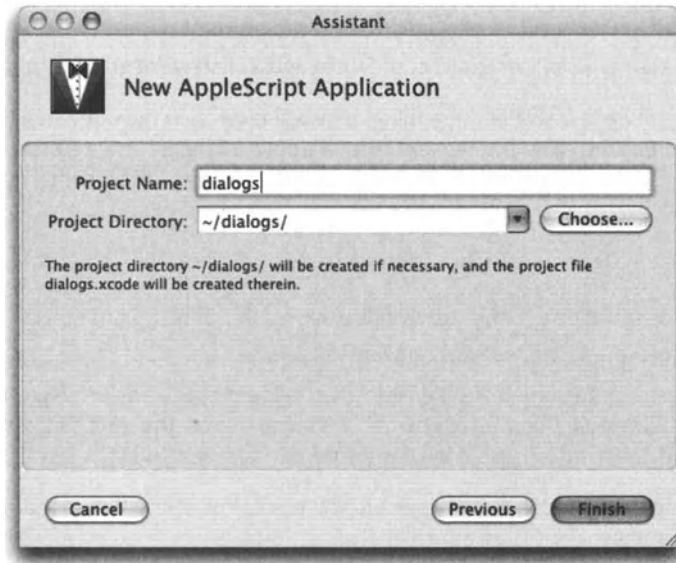 Assistant
New AppleScript Application
Project Name: dialogs
Project Directory: ~/dialogs/ Choose...
The project directory ~/dialogs/ will be created if necessary, and the project file
dialogs.xcode will be created therein.
Cancel Previous Finish